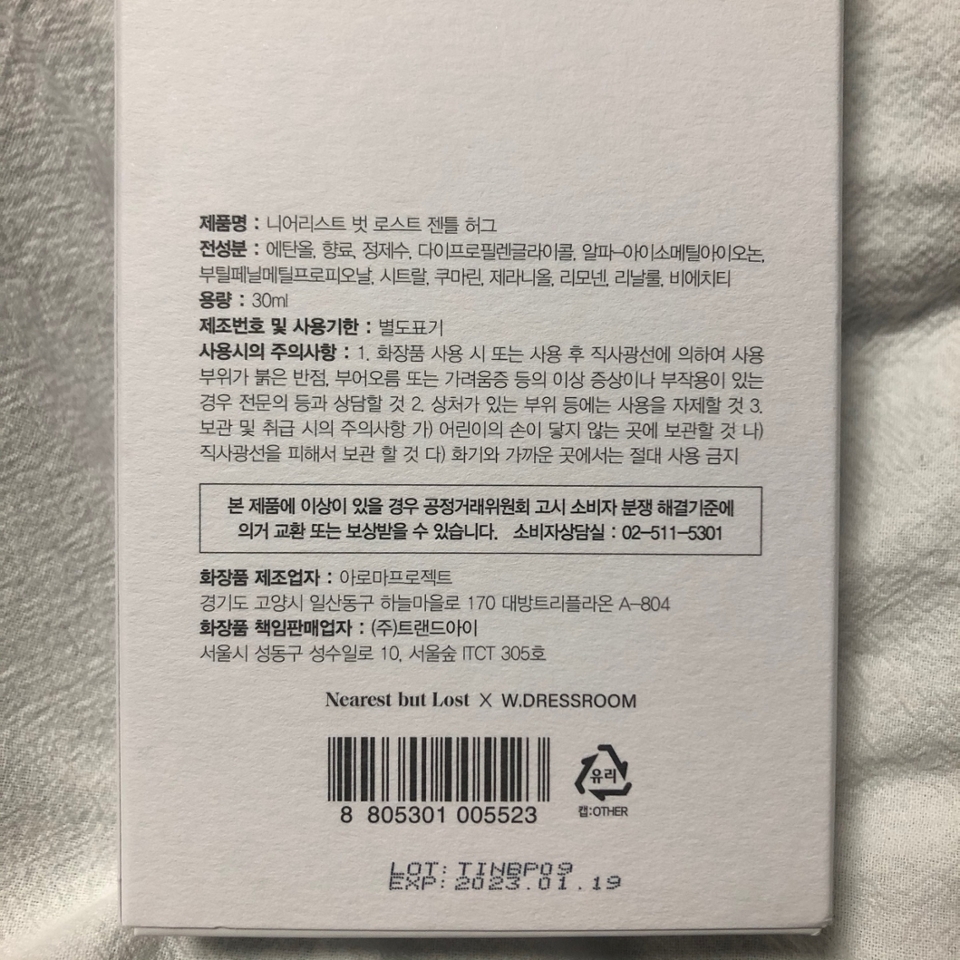 제품명 : 니어리스트 벗 로스트 젠틀 허그
전성분 : 에탄올, 향료, 정제수, 다이프로필렌글라이콜, 알파-아이소메틸아이오논,
부틸페닐메틸프로피오날, 시트랄, 쿠마린, 제라니올, 리모넨, 리날룰, 비에치티
용량 : 30ml
제조번호 및 사용기한 : 별도표기
사용시의 주의사항 : 1. 화장품 사용 시 또는 사용 후 직사광선에 의하여 사용
부위가 붉은 반점, 부어오름 또는 가려움증 등의 이상 증상이나 부작용이 있는
경우 전문의 등과 상담할 것 2. 상처가 있는 부위 등에는 사용을 자제할 것 3.
보관 및 취급 시의 주의사항 가) 어린이의 손이 닿지 않는 곳에 보관할 것 나)
직사광선을 피해서 보관 할 것 다) 화기와 가까운 곳에서는 절대 사용 금지
본 제품에 이상이 있을 경우 공정거래위원회 고시 소비자 분쟁 해결기준에
의거 교환 또는 보상받을 수 있습니다. 소비자상담실 : 02-511-5301
화장품 제조업자 : 아로마프로젝트
경기도 고양시 일산동구 하늘마을로 170 대방트리플라온 A-804
화장품 책임판매업자 : (주)트랜드아이
서울시 성동구 성수일로 10, 서울숲 ITCT 305호
Nearest but Lost X W.DRESSROOM
유리
캡:OTHER
8 805301 005523
LOT: TINBP09
EXP: 2023.01.19